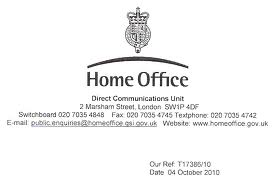 Home Office
Direct Communications Unit
2 Marsham Street, London SW1P 4DF
Switchboard 020 7035 4848 Fax: 020 7035 4745 Textphone: 020 7035 4742
E-mail: public.enquiries@homeoffice.gsi.gov.uk Website: www.homeoffice.gov.uk
Our Ref: T17386/10
Date 04 October 2010